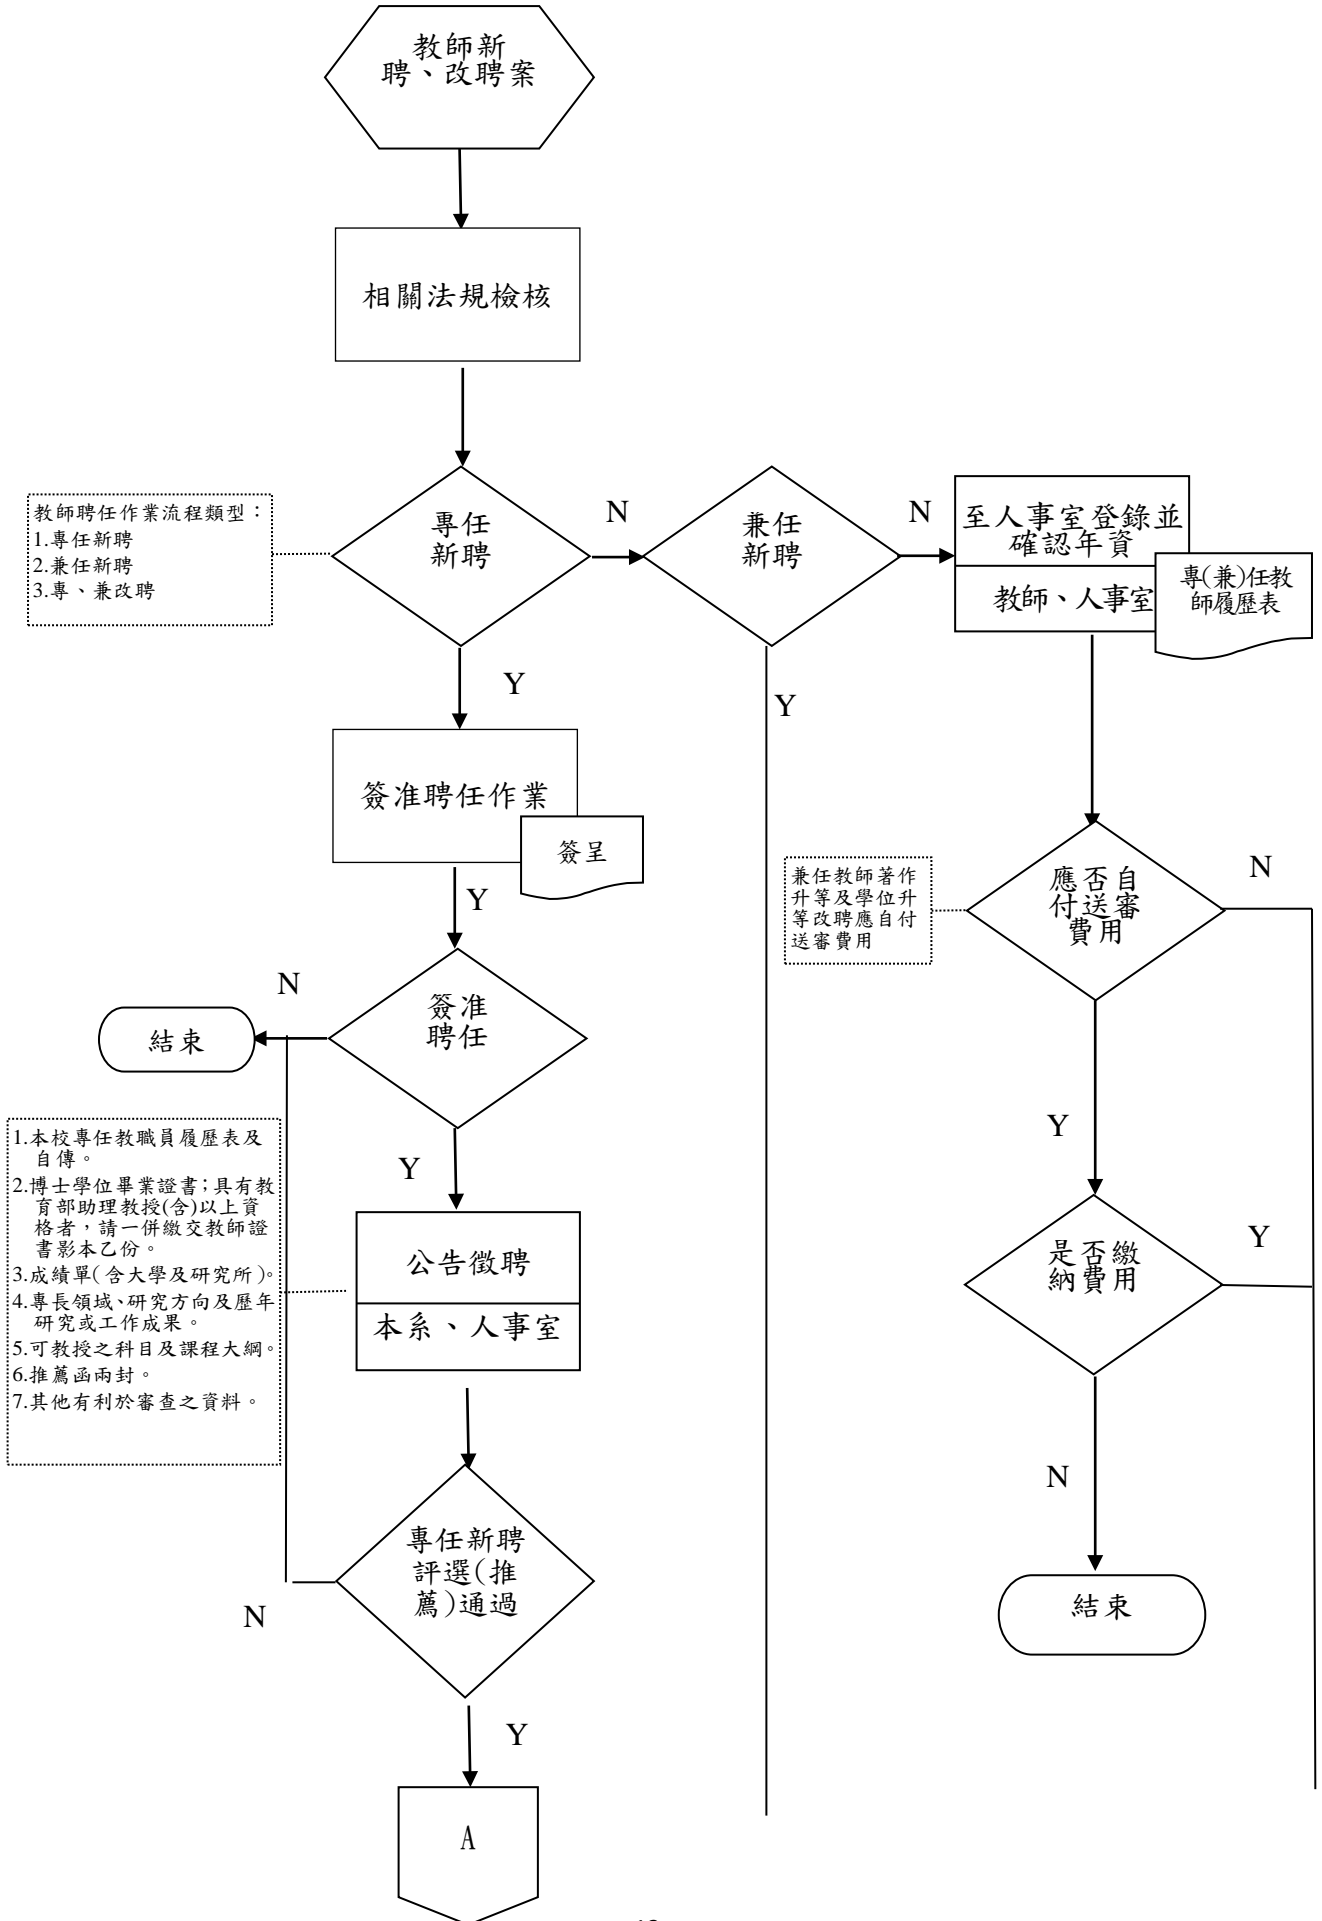 教師新
聘、改聘案
相關法規檢核
教師聘任作業流程類型：
1.專任新聘
2.兼任新聘
3.專、兼改聘
專任
新聘
N
兼任
新聘
N
至人事室登錄並
確認年資
教師、人事室
專(兼)任教
師履歷表
Y
Y
簽准聘任作業
簽呈
Y
兼任教師著作
升等及學位升
等改聘應自付
送審費用
應否自
付送審
費用
N
N
簽准
聘任
結束
Y
Y
1.本校專任教職員履歷表及
自傳。
2.博士學位畢業證書；具有教
育部助理教授(含)以上資
格者，請一併繳交教師證
書影本乙份。
3.成績單(含大學及研究所)。
4.專長領域、研究方向及歷年
研究或工作成果。
5.可教授之科目及課程大綱。
6.推薦函兩封。
7.其他有利於審查之資料。
公告徵聘
本系、人事室
是否繳
納費用
Y
N
專任新聘
評選(推
薦)通過
N
結束
Y
A